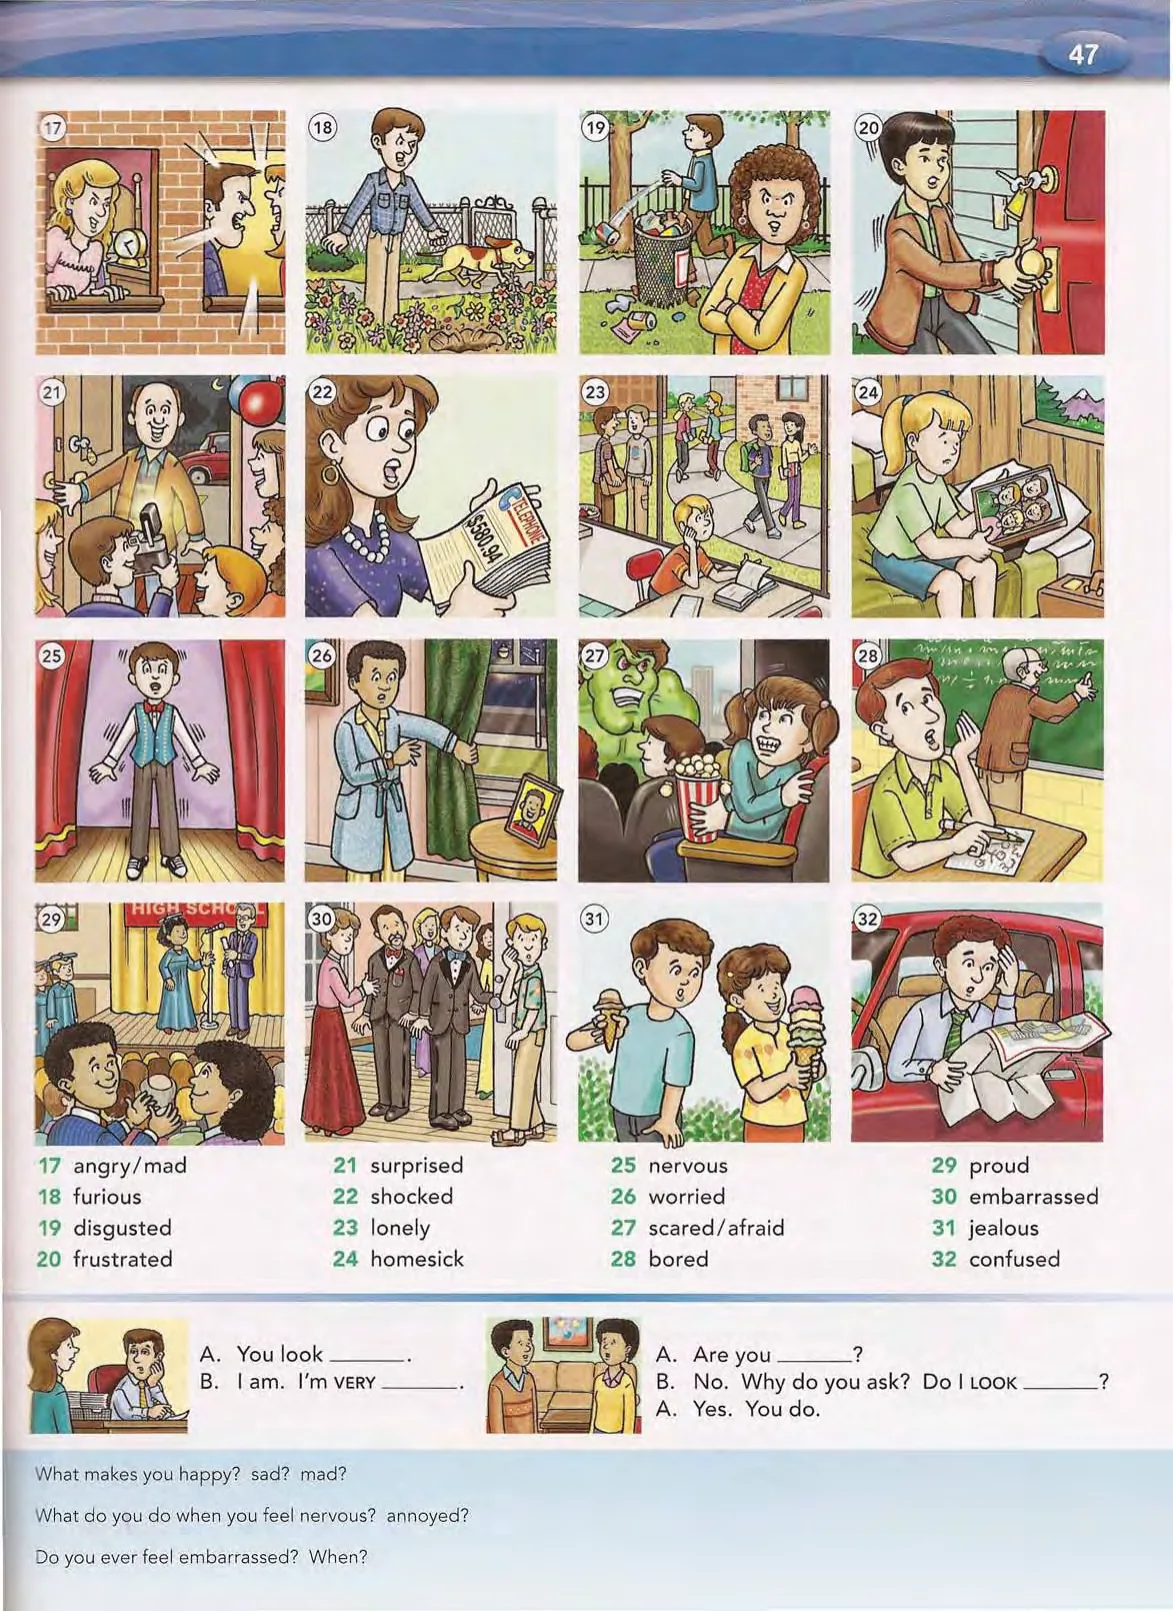 47
17
18
19
20
21
22
TELEPHONE
$580.94
23
24
25
26
27
28
29
HIGH SCHOOL
30
31
32
17 angry/mad
18 furious
19 disgusted
20 frustrated
21 surprised
22 shocked
23 lonely
24 homesick
25 nervous
26 worried
27 scared/afraid
28 bored
29 proud
30 embarrassed
31 jealous
32 confused
A. You look ______.
B. I am. I'm VERY ______.
A. Are you ______?
B. No. Why do you ask? Do I LOOK ______?
A. Yes. You do.
What makes you happy? sad? mad?
What do you do when you feel nervous? annoyed?
Do you ever feel embarrassed? When?